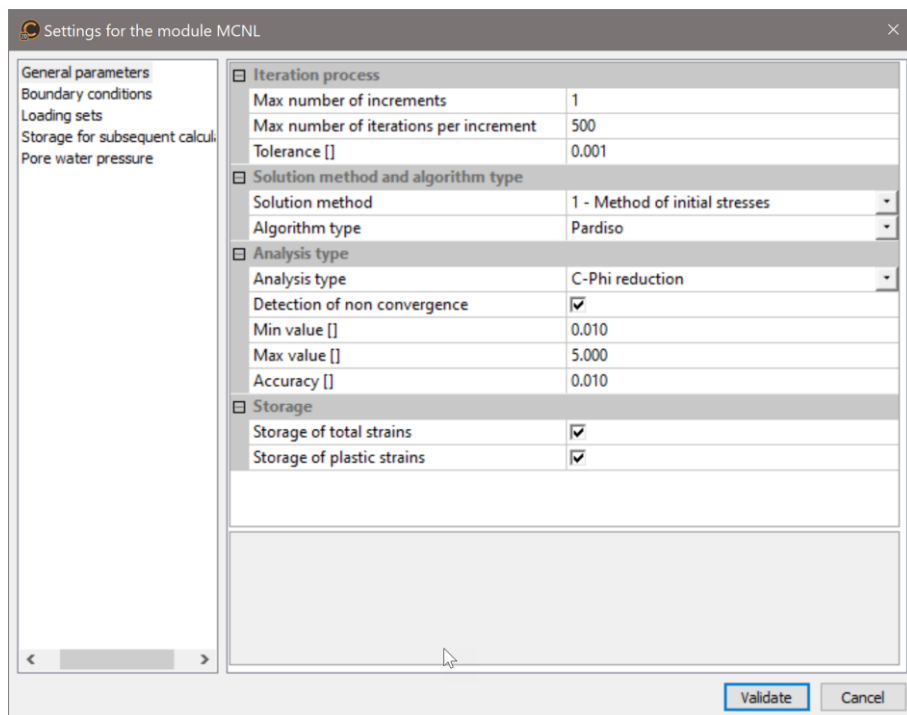 Settings for the module MCNL
General parameters
Boundary conditions
Loading sets
Storage for subsequent calcul
Pore water pressure
Iteration process
Max number of increments 1
Max number of iterations per increment 500
Tolerance [] 0.001
Solution method and algorithm type
Solution method 1 - Method of initial stresses
Algorithm type Pardiso
Analysis type
Analysis type C-Phi reduction
Detection of non convergence
Min value [] 0.010
Max value [] 5.000
Accuracy [] 0.010
Storage
Storage of total strains
Storage of plastic strains
Validate Cancel